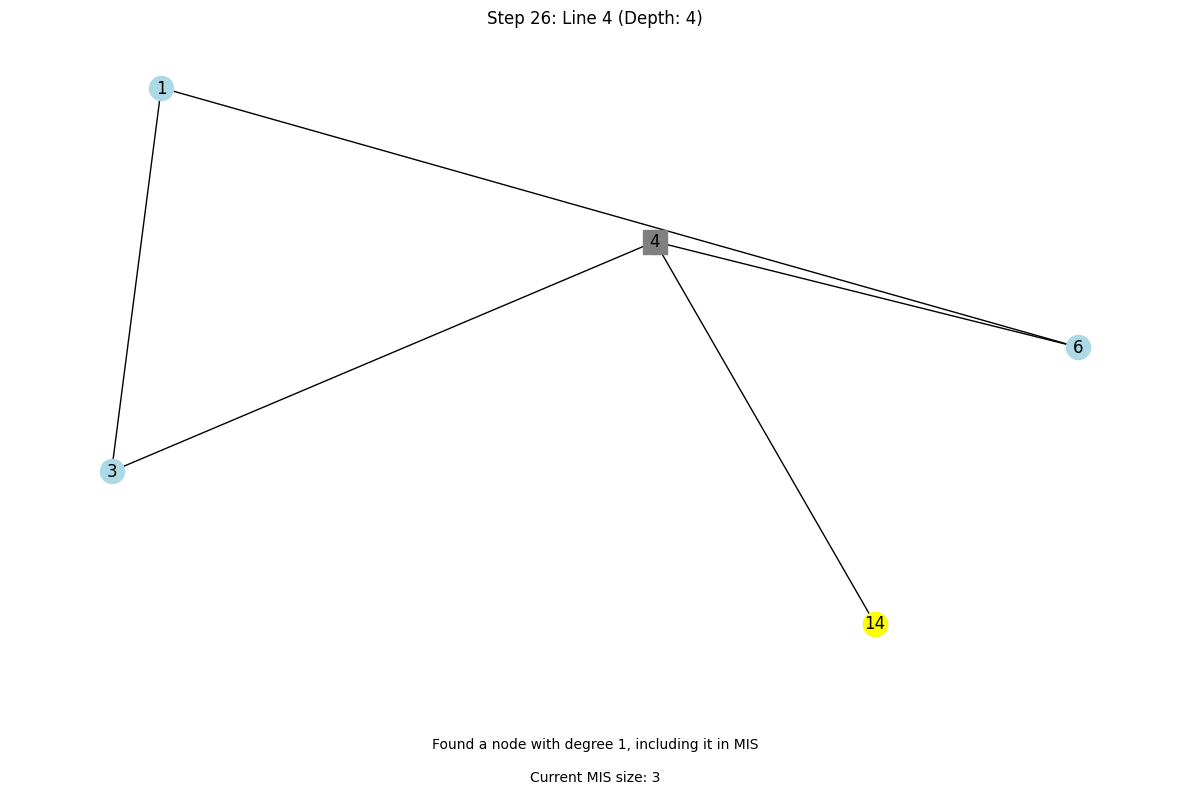 Step 26: Line 4 (Depth: 4)
1
4
6
3
14
Found a node with degree 1, including it in MIS
Current MIS size: 3